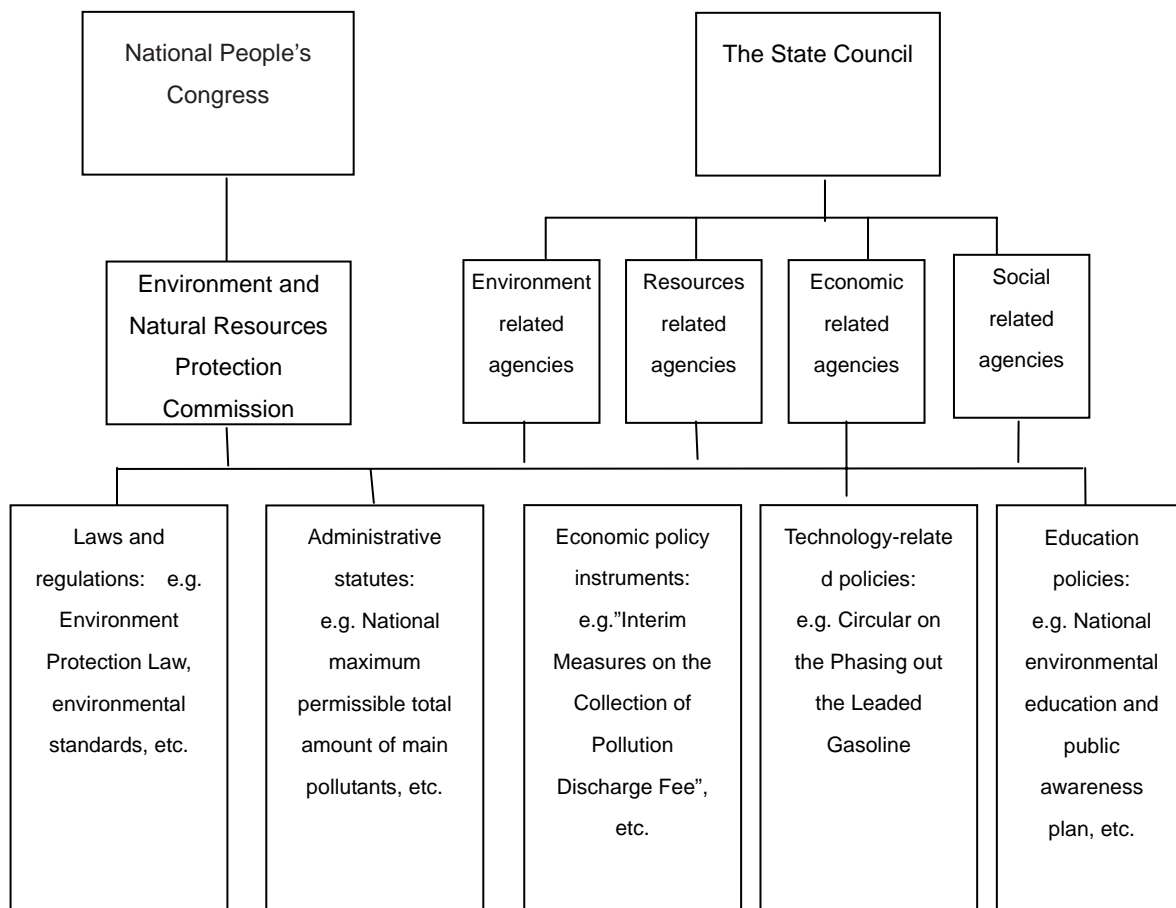 National People's
Congress
The State Council
Environment and
Natural Resources
Protection
Commission
Environment
related
agencies
Resources
related
agencies
Economic
related
agencies
Social
related
agencies
Laws and
regulations: e.g.
Environment
Protection Law,
environmental
standards, etc.
Administrative
statutes:
e.g. National
maximum
permissible total
amount of main
pollutants, etc.
Economic policy
instruments:
e.g.”Interim
Measures on the
Collection of
Pollution
Discharge Fee”,
etc.
Technology-relate
d policies:
e.g. Circular on
the Phasing out
the Leaded
Gasoline
Education
policies:
e.g. National
environmental
education and
public
awareness
plan, etc.